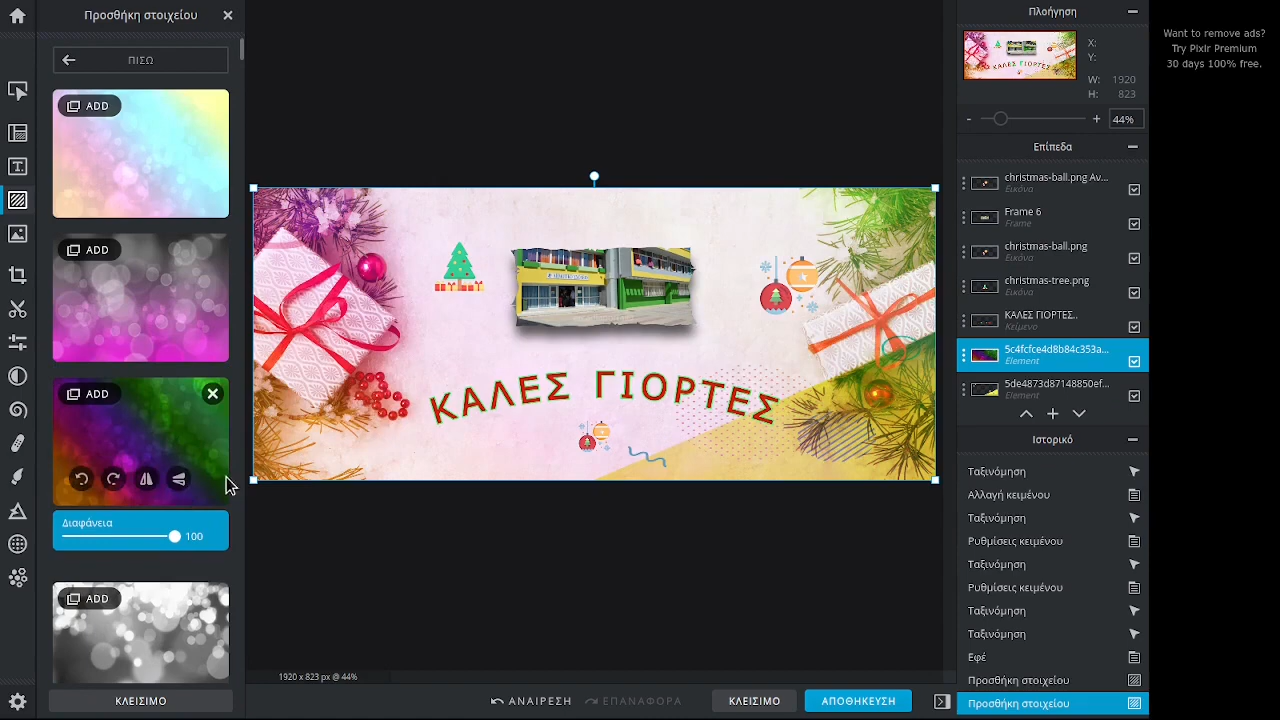 Προσθήκη στοιχείου
ΠΙΣΩ
ADD
ADD
ADD
Διαφάνεια
100
ADD
ΚΛΕΙΣΙΜΟ
ΚΑΛΕΣ ΓΙΟΡΤΕΣ
1920 x 823 px @ 44%
ΑΝΑΙΡΕΣΗ
ΕΠΑΝΑΦΟΡΑ
ΚΛΕΙΣΙΜΟ
ΑΠΟΘΗΚΕΥΣΗ
Πλοήγηση
ΚΑΛΕΣ ΓΙΟΡΤΕΣ
X:
Y:
W: 1920
H: 823
- + 44%
Επίπεδα
christmas-ball.png Av...
Εικόνα
Frame 6
Frame
christmas-ball.png
Εικόνα
christmas-tree.png
Εικόνα
ΚΑΛΕΣ ΓΙΟΡΤΕΣ..
Κείμενο
5c4fcfce4d8b84c353a...
Element
5de4873d87148850ef...
Element
Ιστορικό
Ταξινόμηση
Αλλαγή κειμένου
Ταξινόμηση
Ρυθμίσεις κειμένου
Ταξινόμηση
Ρυθμίσεις κειμένου
Ταξινόμηση
Ταξινόμηση
Εφέ
Προσθήκη στοιχείου
Προσθήκη στοιχείου
Want to remove ads?
Try Pixlr Premium
30 days 100% free.